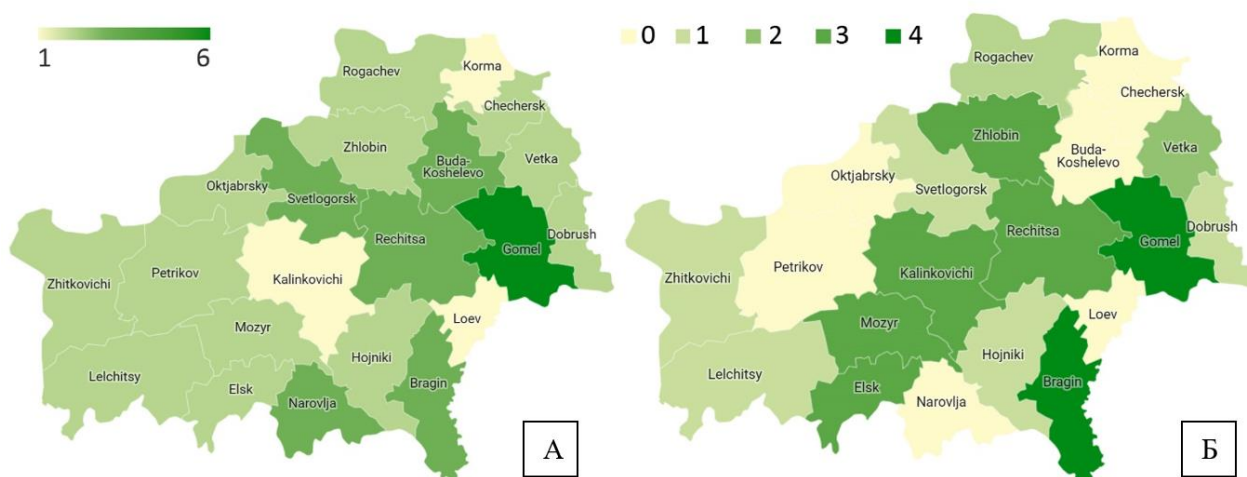 1 6
Rogachev
Korma
Chechersk
Zhlobin
Buda-
Koshelevo
Vetka
Oktjabrsky
Svetlogorsk
Rechitsa
Gomel
Dobrush
Zhitkovichi
Petrikov
Kalinkovichi
Mozyr
Loev
Hojniki
Lelchitsy
Elsk
Narovlja
Bragin
А
0 1 2 3 4
Korma
Rogachev
Chechersk
Zhlobin
Buda-
Koshelevo
Vetka
Oktjabrsky
Svetlogorsk
Rechitsa
Gomel
Dobrush
Zhitkovichi
Petrikov
Kalinkovichi
Mozyr
Loev
Hojniki
Lelchitsy
Elsk
Narovlja
Bragin
Б